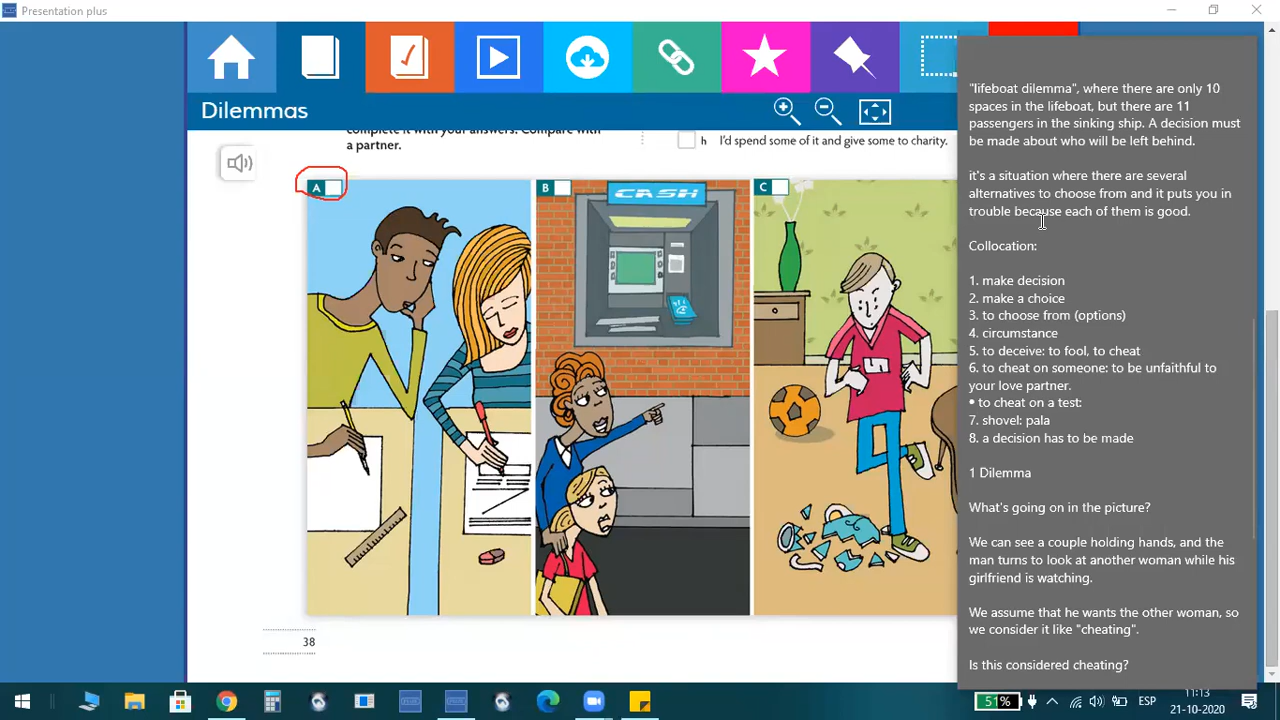 Presentation plus
Dilemmas
complete it with your answers. Compare with
a partner.
h I'd spend some of it and give some to charity.
A
B
C
CASH
38
"lifeboat dilemma", where there are only 10
spaces in the lifeboat, but there are 11
passengers in the sinking ship. A decision must
be made about who will be left behind.
it's a situation where there are several
alternatives to choose from and it puts you in
trouble because each of them is good.
Collocation:
1. make decision
2. make a choice
3. to choose from (options)
4. circumstance
5. to deceive: to fool, to cheat
6. to cheat on someone: to be unfaithful to
your love partner.
• to cheat on a test:
7. shovel: pala
8. a decision has to be made
1 Dilemma
What's going on in the picture?
We can see a couple holding hands, and the
man turns to look at another woman while his
girlfriend is watching.
We assume that he wants the other woman, so
we consider it like "cheating".
Is this considered cheating?
51%
ESP
11:13
21-10-2020